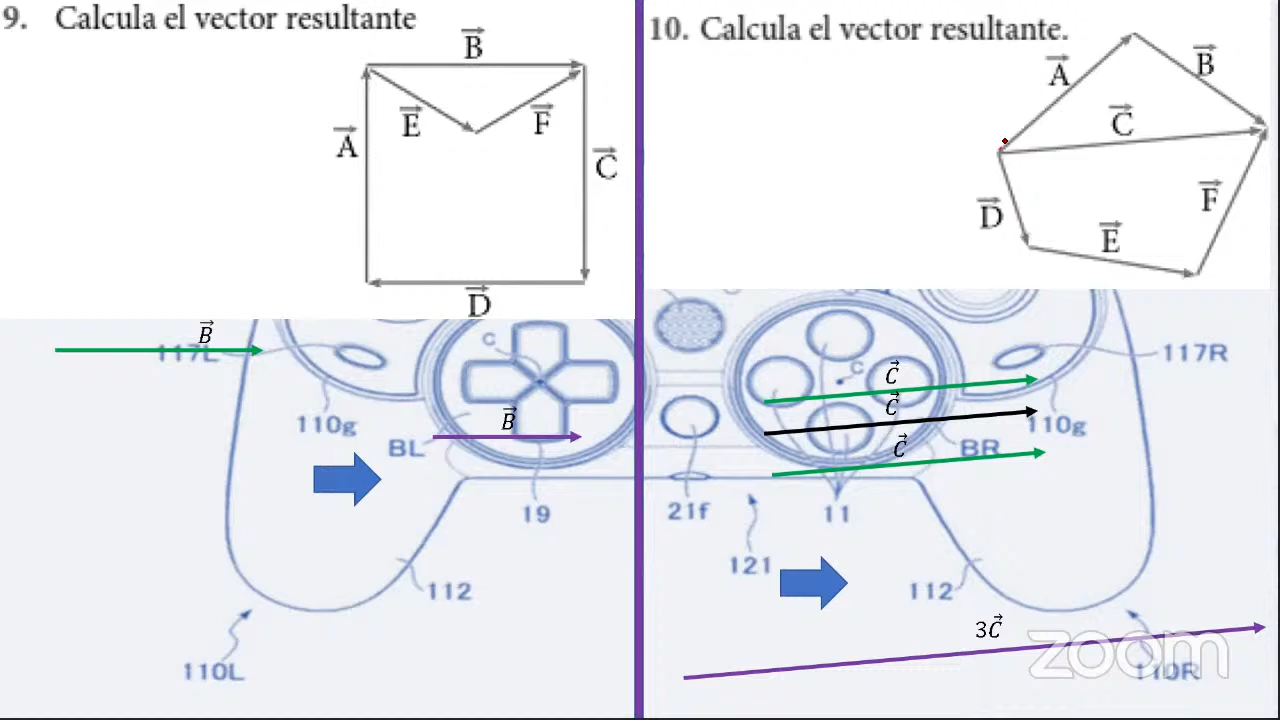 9. Calcula el vector resultante
B⃗
E⃗
F⃗
A⃗
C⃗
D⃗
B⃗
117L
C
110g
BL
B⃗
19
112
110L
10. Calcula el vector resultante.
A⃗
B⃗
C⃗
D⃗
F⃗
E⃗
117R
C
C⃗
C⃗
110g
C⃗
BR
21f
11
121
112
3C⃗
zoom
110R